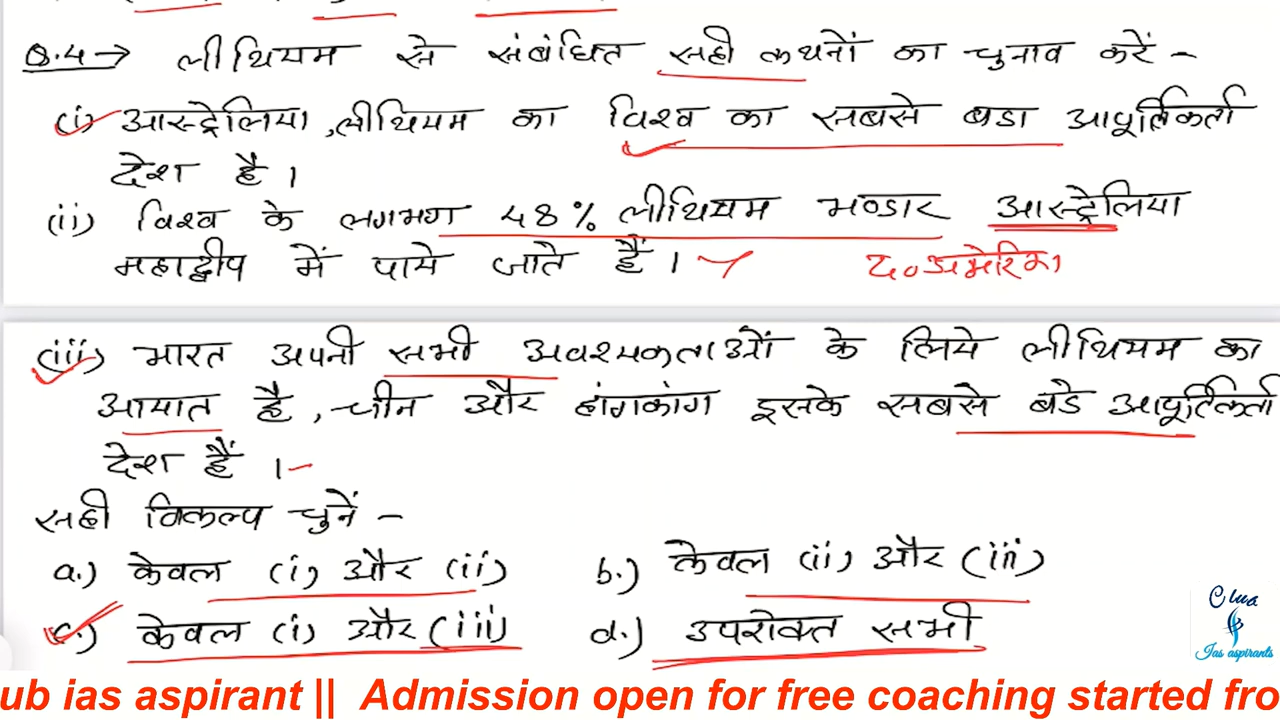 Q.4→ लीथियम से संबंधित सही कथनों का चुनाव करें -
(i) आस्ट्रेलिया, लीथियम का विश्व का सबसे बडा आपूर्तिकर्ता
देश है।
(ii) विश्व के लगभग 48% लीथियम भण्डार आस्ट्रेलिया
महाद्वीप में पाये जाते हैं।
द० अमेरिका
(iii) भारत अपनी सभी अवश्यकताओं के लिये लीथियम का
आयात है, चीन और हांगकांग इसके सबसे बडे आपूर्तिकर्ता
देश हैं।
सही विकल्प चुनें -
a.) केवल (i) और (ii) b.) केवल (ii) और (iii)
c.) केवल (i) और (iii) d.) उपरोक्त सभी
Clua
Ias aspirants
ub ias aspirant || Admission open for free coaching started fro